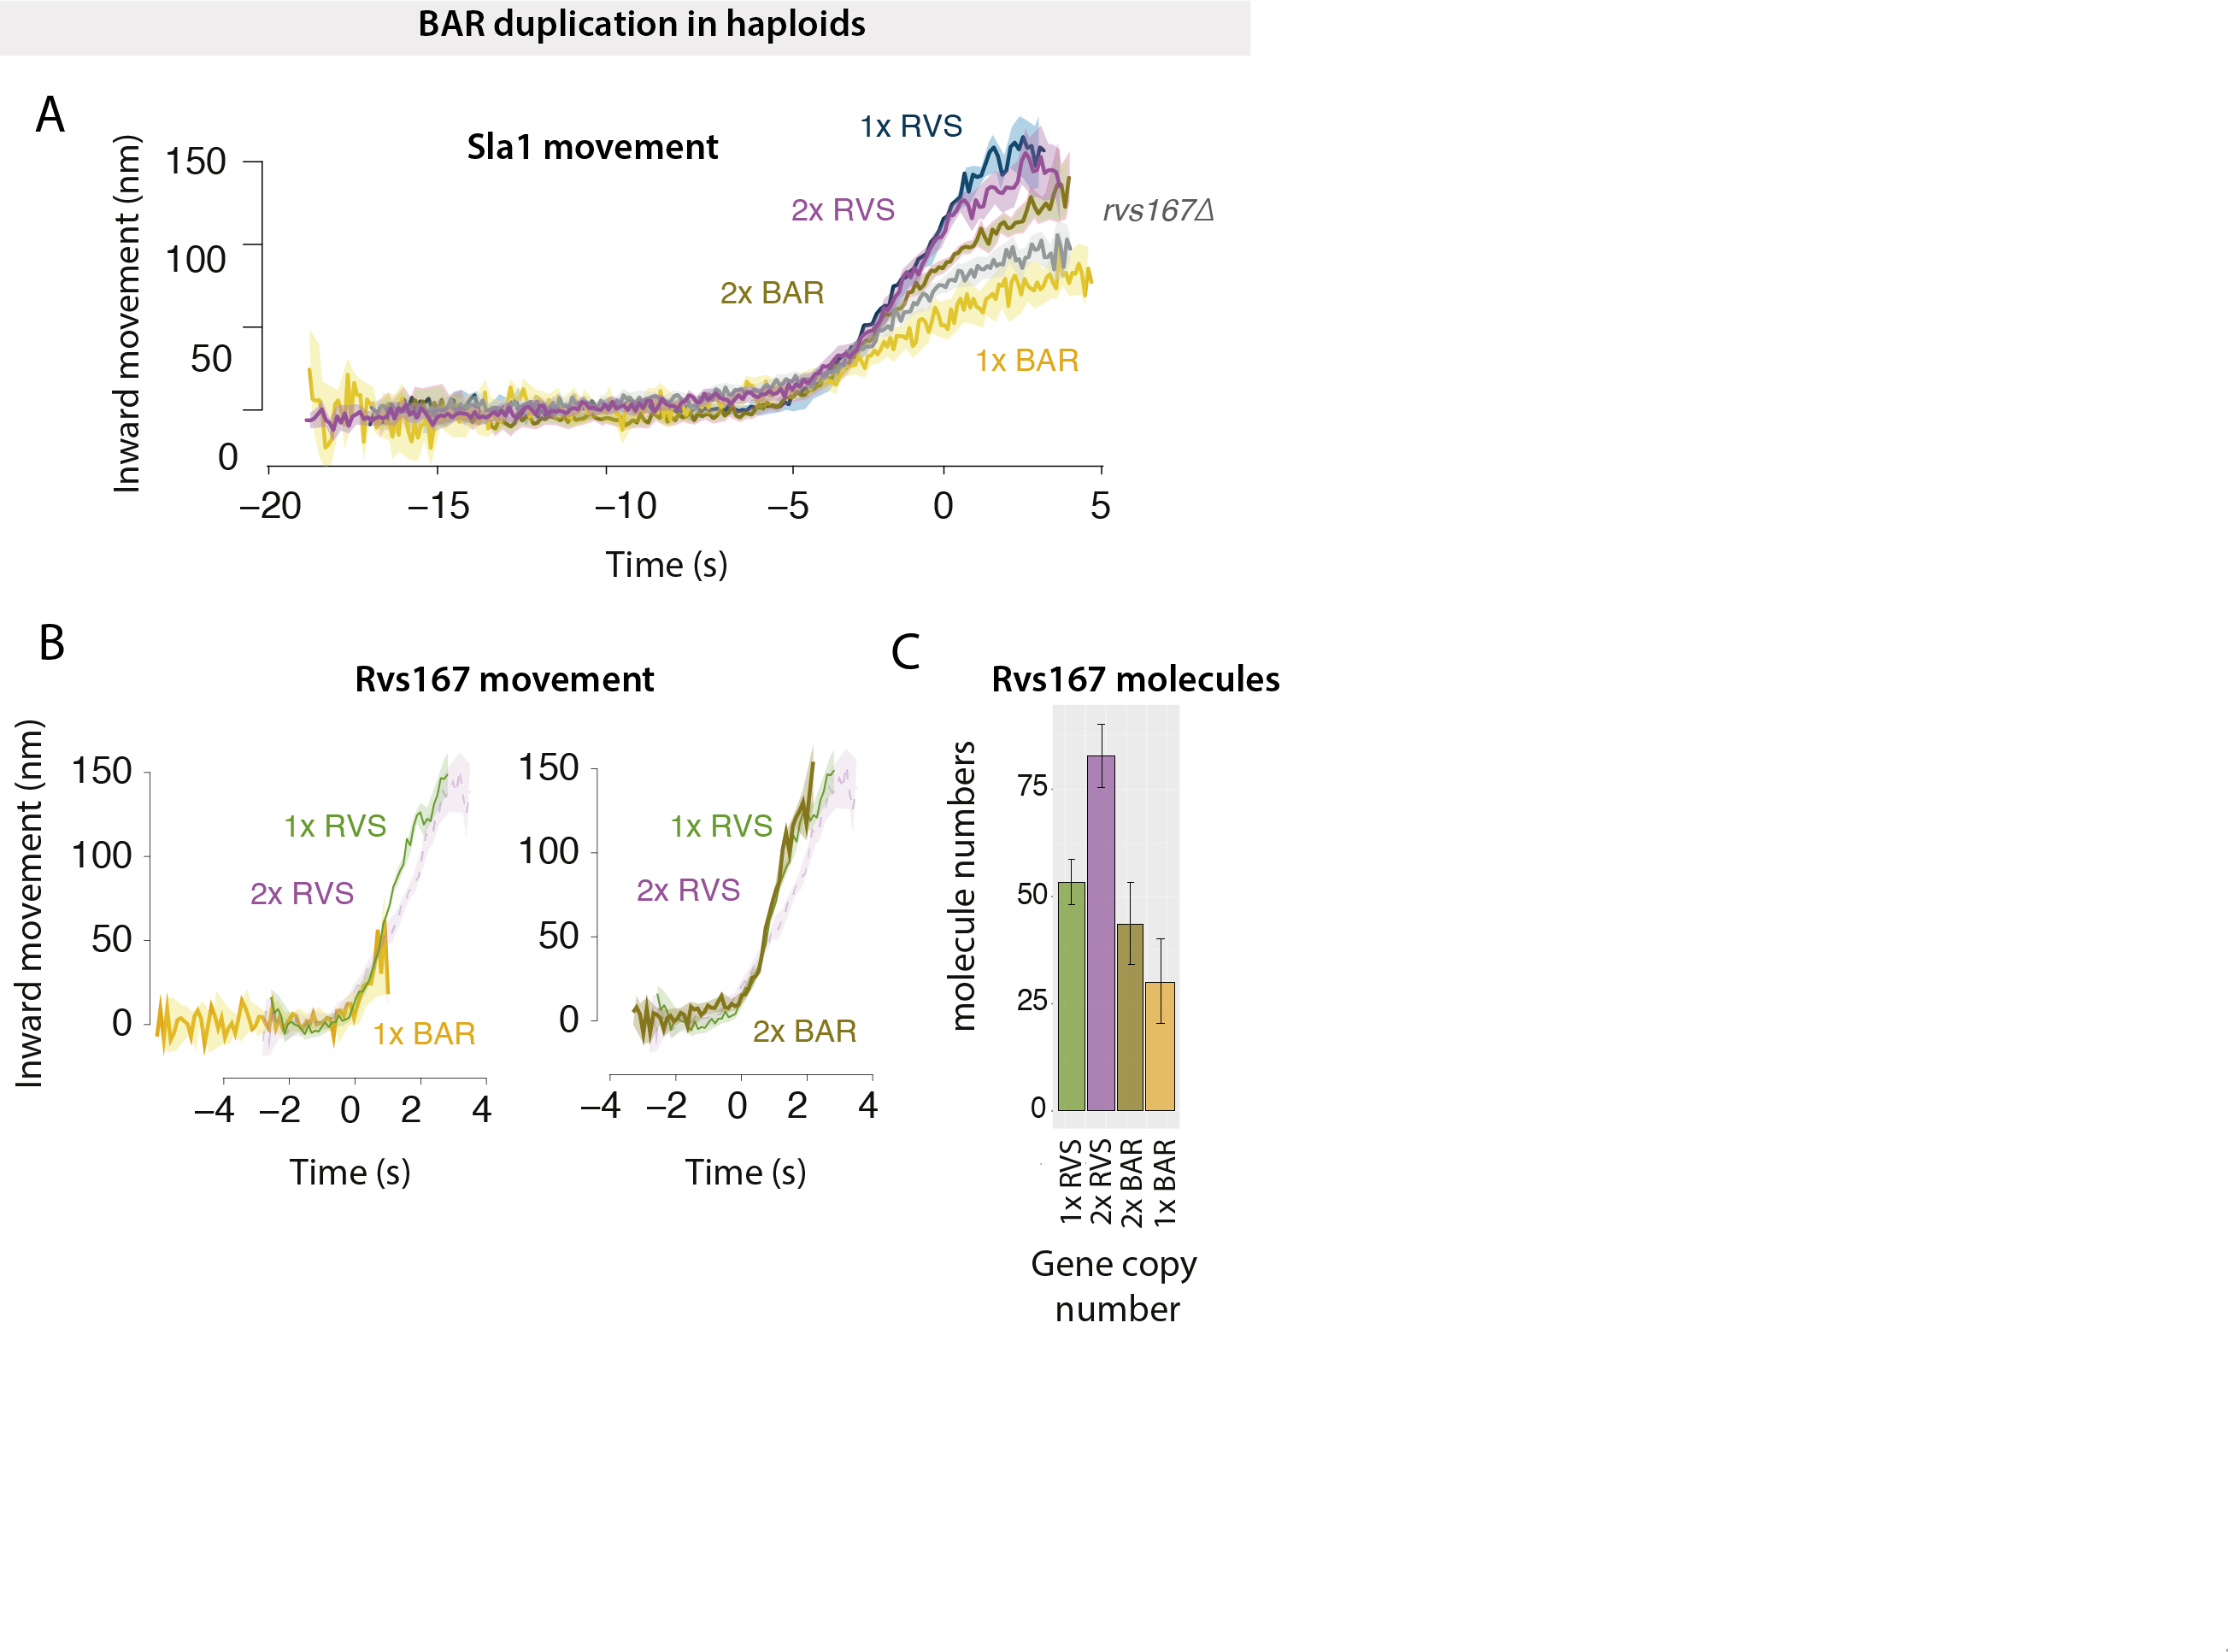 BAR duplication in haploids
A
Sla1 movement
Inward movement (nm)
150
100
50
0
1x RVS
2x RVS
rvs167Δ
2x BAR
1x BAR
−20 −15 −10 −5 0 5
Time (s)
B
Rvs167 movement
Inward movement (nm)
150
100
50
0
1x RVS
2x RVS
1x BAR
−4 −2 0 2 4
Time (s)
150
100
50
0
1x RVS
2x RVS
2x BAR
−4 −2 0 2 4
Time (s)
C
Rvs167 molecules
molecule numbers
75
50
25
0
1x RVS
2x RVS
2x BAR
1x BAR
Gene copy
number